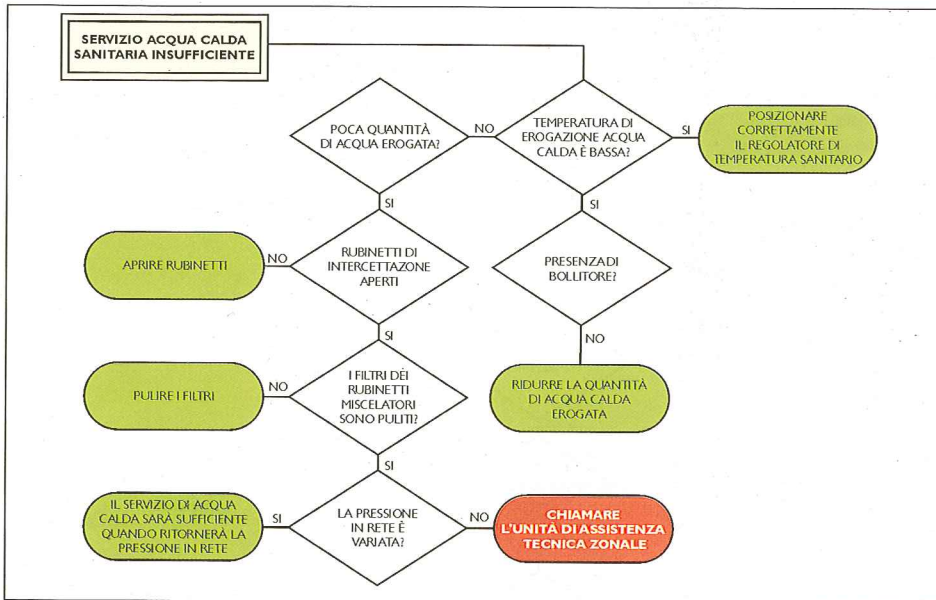 SERVIZIO ACQUA CALDA
SANITARIA INSUFFICIENTE
POCA QUANTITÀ
DI ACQUA EROGATA?
NO
TEMPERATURA DI
EROGAZIONE ACQUA
CALDA È BASSA?
SI
POSIZIONARE
CORRETTAMENTE
IL REGOLATORE DI
TEMPERATURA SANITARIO
SI
SI
APRIRE RUBINETTI
NO
RUBINETTI DI
INTERCETTAZONE
APERTI
PRESENZA DI
BOLLITORE?
SI
NO
PULIRE I FILTRI
NO
I FILTRI DEI
RUBINETTI
MISCELATORI
SONO PULITI?
RIDURRE LA QUANTITÀ
DI ACQUA CALDA
EROGATA
SI
IL SERVIZIO DI ACQUA
CALDA SARÀ SUFFICIENTE
QUANDO RITORNERÀ LA
PRESSIONE IN RETE
SI
LA PRESSIONE
IN RETE È
VARIATA?
NO
CHIAMARE
L'UNITÀ DI ASSISTENZA
TECNICA ZONALE